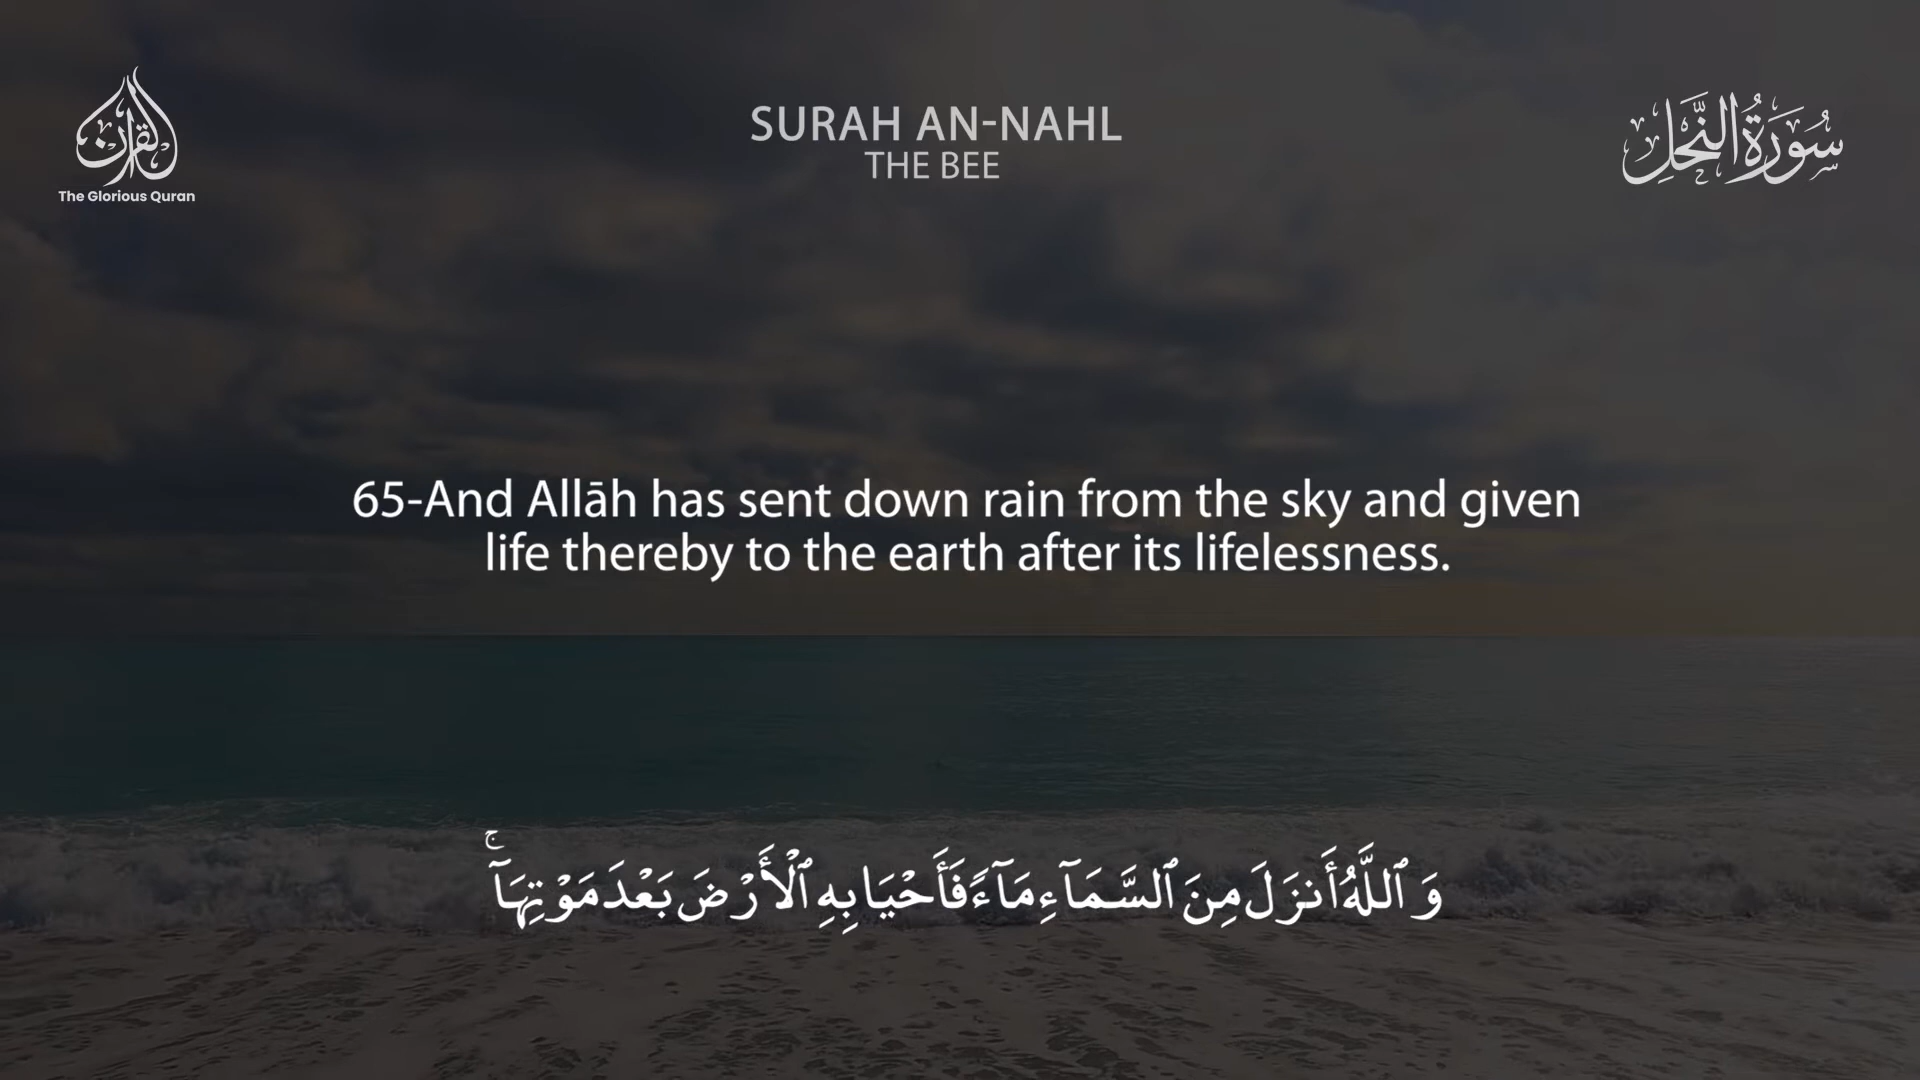 القرآن
The Glorious Quran
SURAH AN-NAHL
THE BEE
سُورَةُ النَّحْلِ
65-And Allāh has sent down rain from the sky and given
life thereby to the earth after its lifelessness.
وَٱللَّهُ أَنزَلَ مِنَ ٱلسَّمَآءِ مَآءً فَأَحْيَا بِهِ ٱلْأَرْضَ بَعْدَ مَوْتِهَآ ۚ